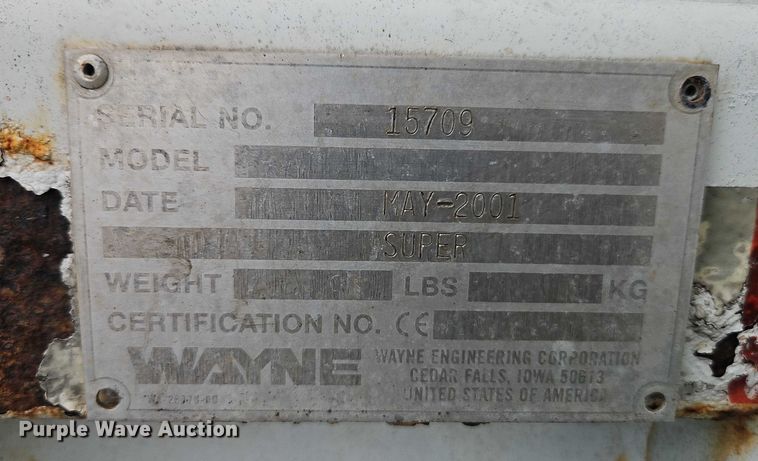 SERIAL NO. 15709
MODEL
DATE MAY-2001
SUPER
WEIGHT LBS KG
CERTIFICATION NO. CE
WAYNE WAYNE ENGINEERING CORPORATION
CEDAR FALLS, IOWA 50613
UNITED STATES OF AMERICA
Purple Wave Auction